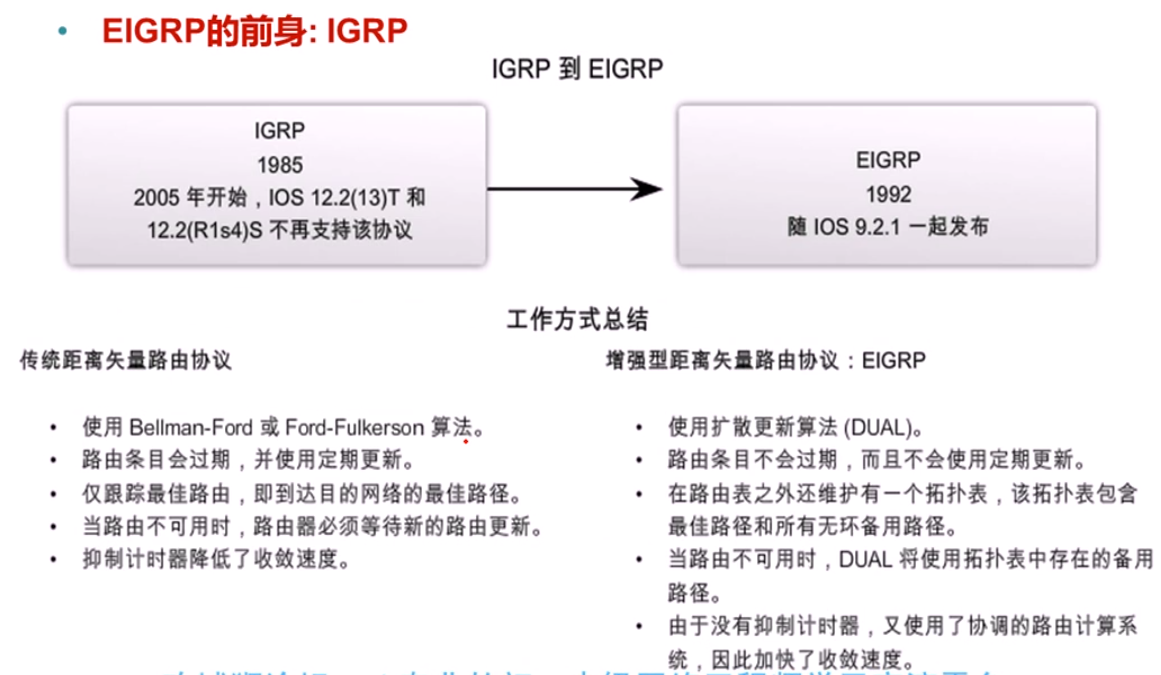 • EIGRP的前身: IGRP
IGRP 到 EIGRP
IGRP
1985
2005 年开始，IOS 12.2(13)T 和
12.2(R1s4)S 不再支持该协议
EIGRP
1992
随 IOS 9.2.1 一起发布
工作方式总结
传统距离矢量路由协议
• 使用 Bellman-Ford 或 Ford-Fulkerson 算法。
• 路由条目会过期，并使用定期更新。
• 仅跟踪最佳路由，即到达目的网络的最佳路径。
• 当路由不可用时，路由器必须等待新的路由更新。
• 抑制计时器降低了收敛速度。
增强型距离矢量路由协议：EIGRP
• 使用扩散更新算法 (DUAL)。
• 路由条目不会过期，而且不会使用定期更新。
• 在路由表之外还维护有一个拓扑表，该拓扑表包含
最佳路径和所有无环备用路径。
• 当路由不可用时，DUAL 将使用拓扑表中存在的备用
路径。
• 由于没有抑制计时器，又使用了协调的路由计算系
统，因此加快了收敛速度。